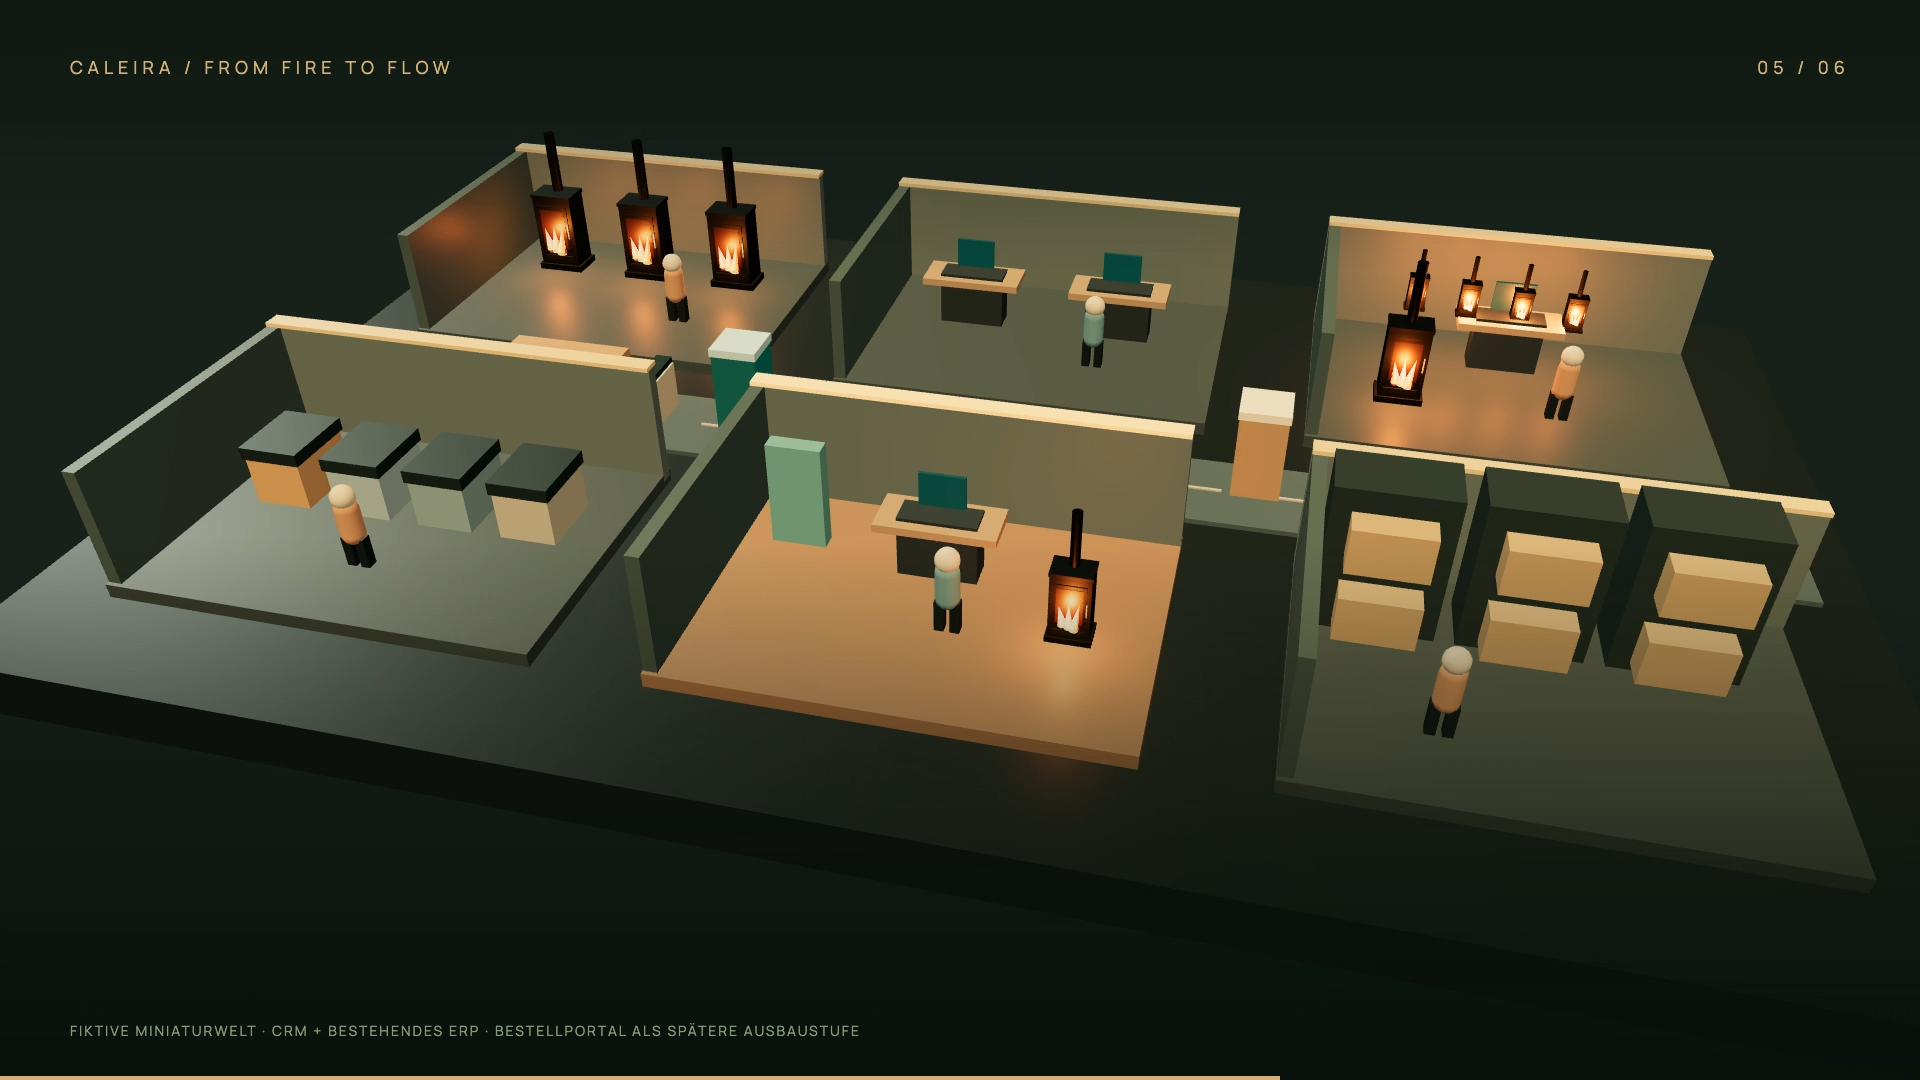 CALEIRA / FROM FIRE TO FLOW
05 / 06
FIKTIVE MINIATURWELT · CRM + BESTEHENDES ERP · BESTELLPORTAL ALS SPÄTERE AUSBAUSTUFE